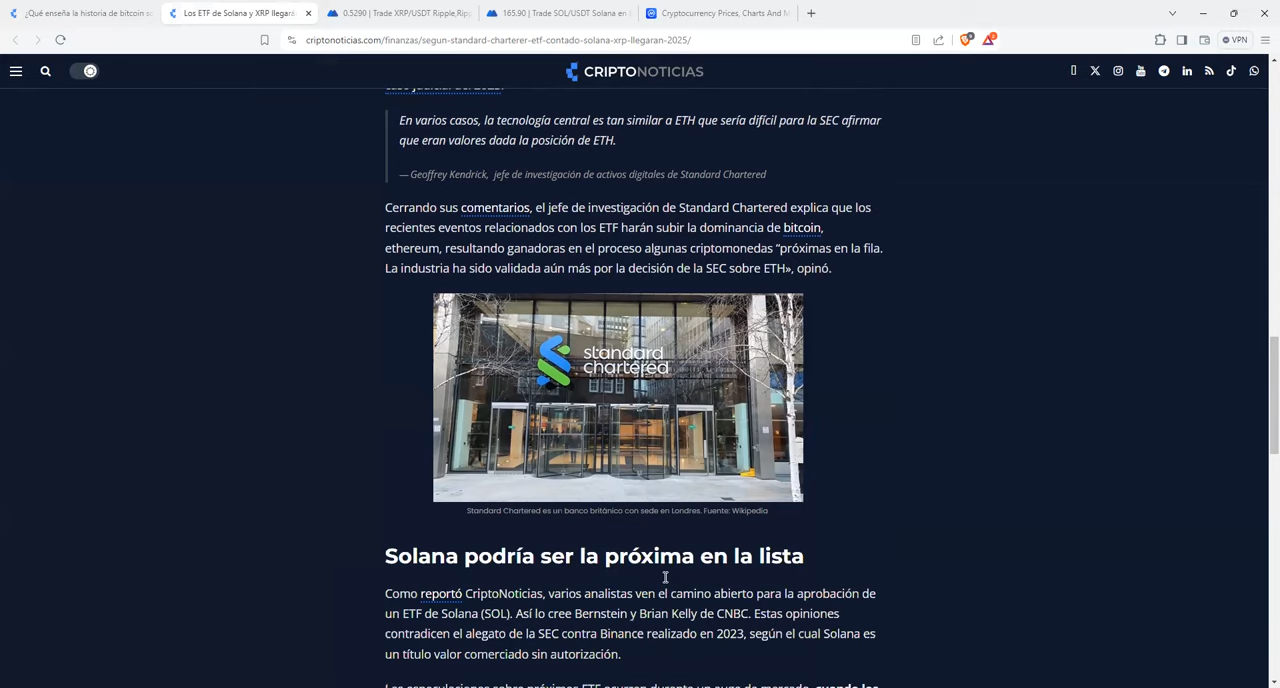 ¿Qué enseña la historia de bitcoin so
Los ETF de Solana y XRP llegará
0.5290 | Trade XRP/USDT Ripple,Ripp
165.90 | Trade SOL/USDT Solana en
Cryptocurrency Prices, Charts And M
criptonoticias.com/finanzas/segun-standard-charterer-etf-contado-solana-xrp-llegaran-2025/
VPN
CRIPTONOTICIAS
En varios casos, la tecnología central es tan similar a ETH que sería difícil para la SEC afirmar
que eran valores dada la posición de ETH.
— Geoffrey Kendrick, jefe de investigación de activos digitales de Standard Chartered
Cerrando sus comentarios, el jefe de investigación de Standard Chartered explica que los
recientes eventos relacionados con los ETF harán subir la dominancia de bitcoin,
ethereum, resultando ganadoras en el proceso algunas criptomonedas “próximas en la fila.
La industria ha sido validada aún más por la decisión de la SEC sobre ETH», opinó.
standard
chartered
Standard Chartered es un banco británico con sede en Londres. Fuente: Wikipedia
Solana podría ser la próxima en la lista
Como reportó CriptoNoticias, varios analistas ven el camino abierto para la aprobación de
un ETF de Solana (SOL). Así lo cree Bernstein y Brian Kelly de CNBC. Estas opiniones
contradicen el alegato de la SEC contra Binance realizado en 2023, según el cual Solana es
un título valor comerciado sin autorización.